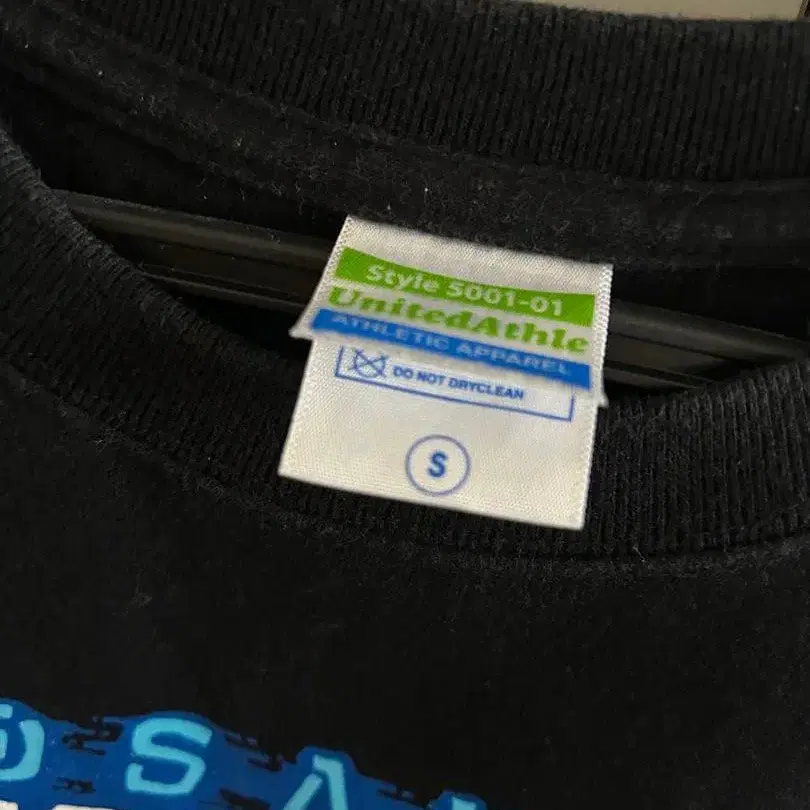 Style 5001-01
UnitedAthle
ATHLETIC APPAREL
DO NOT DRYCLEAN
S